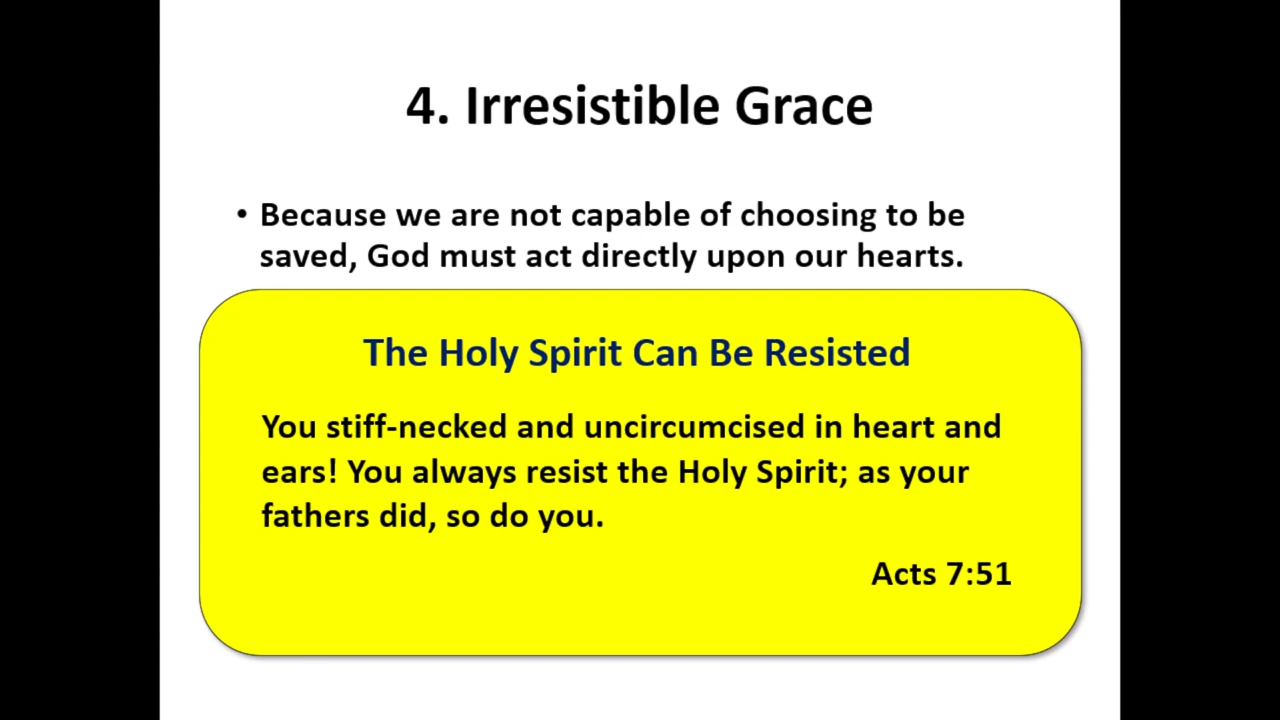 4. Irresistible Grace
• Because we are not capable of choosing to be
saved, God must act directly upon our hearts.
The Holy Spirit Can Be Resisted
You stiff-necked and uncircumcised in heart and
ears! You always resist the Holy Spirit; as your
fathers did, so do you.
Acts 7:51